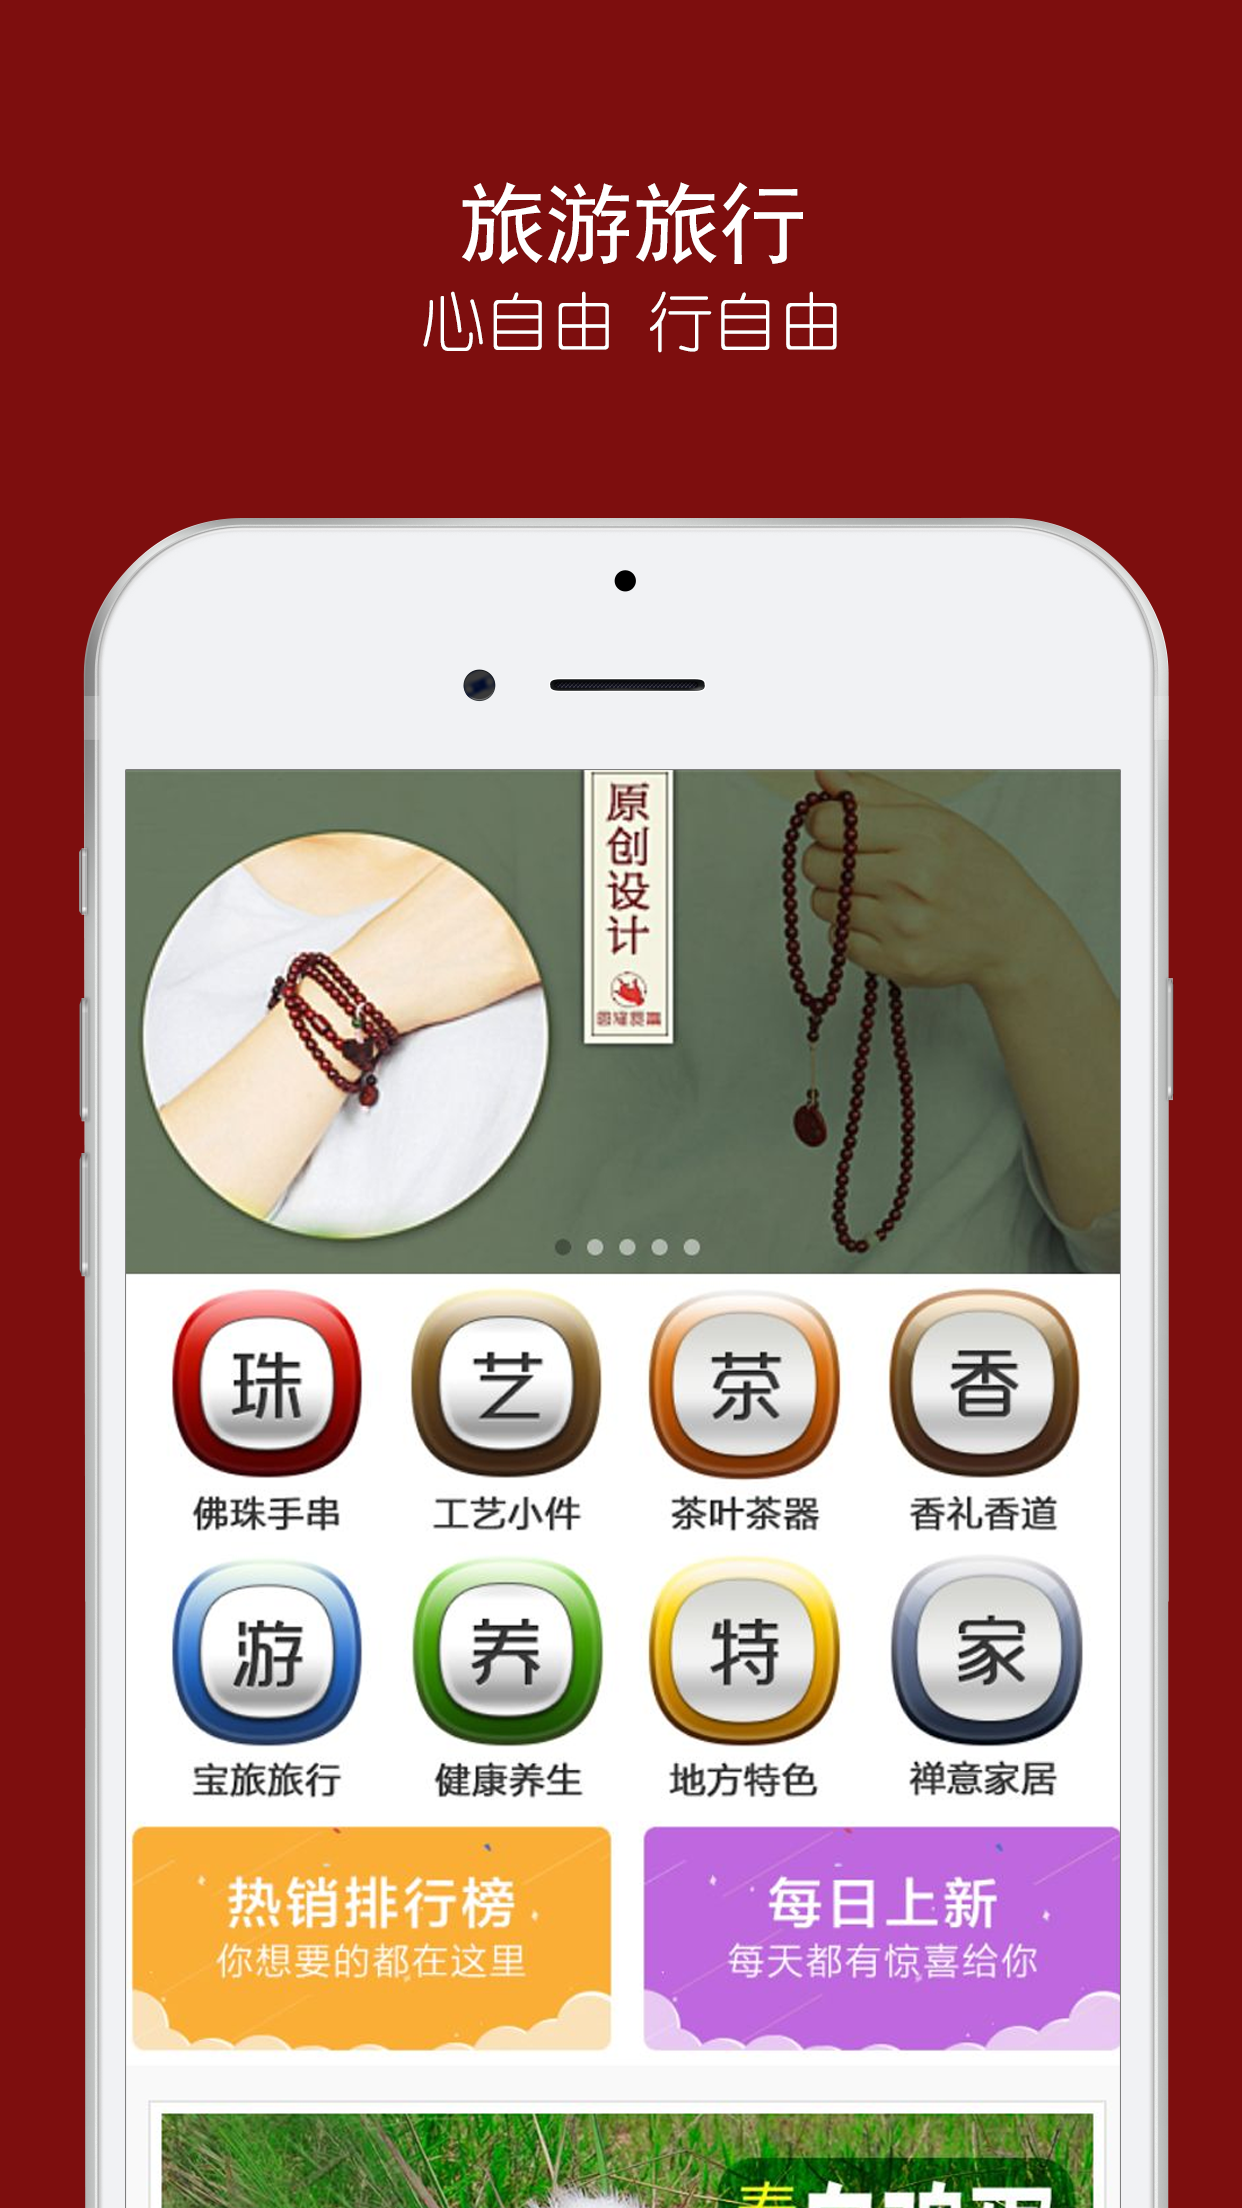 旅游旅行
心自由 行自由
原创设计
珠 艺 茶 香
佛珠手串 工艺小件 茶叶茶器 香礼香道
游 养 特 家
宝旅旅行 健康养生 地方特色 禅意家居
热销排行榜 每日上新
你想要的都在这里 每天都有惊喜给你